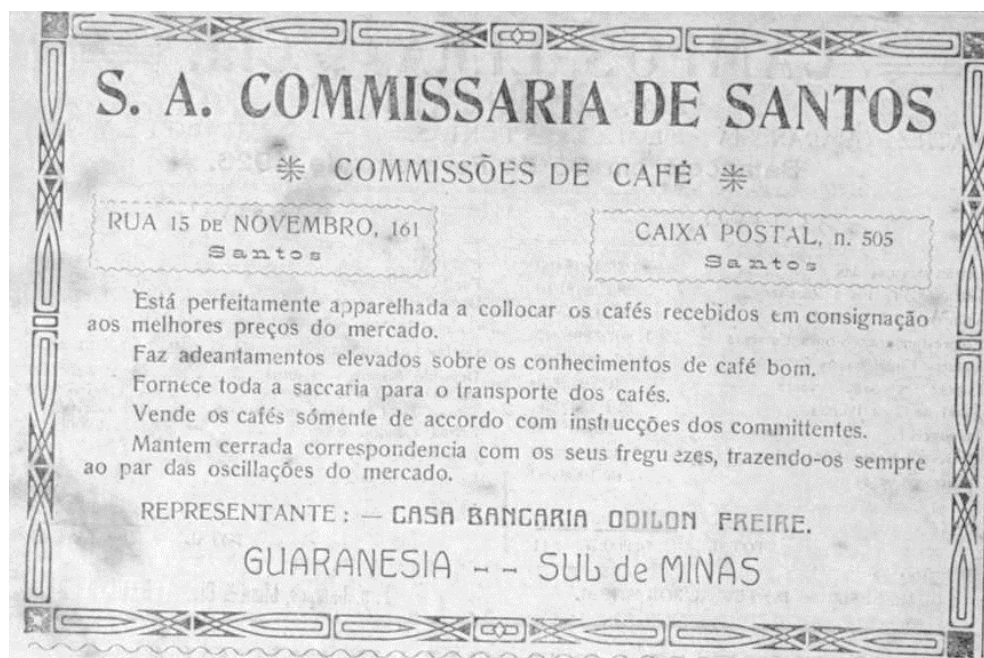 S. A. COMMISSARIA DE SANTOS
COMMISSÕES DE CAFÉ
RUA 15 DE NOVEMBRO, 161
Santos
CAIXA POSTAL, n. 505
Santos
Está perfeitamente apparelhada a collocar os cafés recebidos em consignação
aos melhores preços do mercado.
Faz adeantamentos elevados sobre os conhecimentos de café bom.
Fornece toda a saccaria para o transporte dos cafés.
Vende os cafés sómente de accordo com instrucções dos committentes.
Mantem cerrada correspondencia com os seus freguezes, trazendo-os sempre
ao par das oscillações do mercado.
REPRESENTANTE : — CASA BANCARIA ODILON FREIRE.
GUARANESIA - - SUL de MINAS